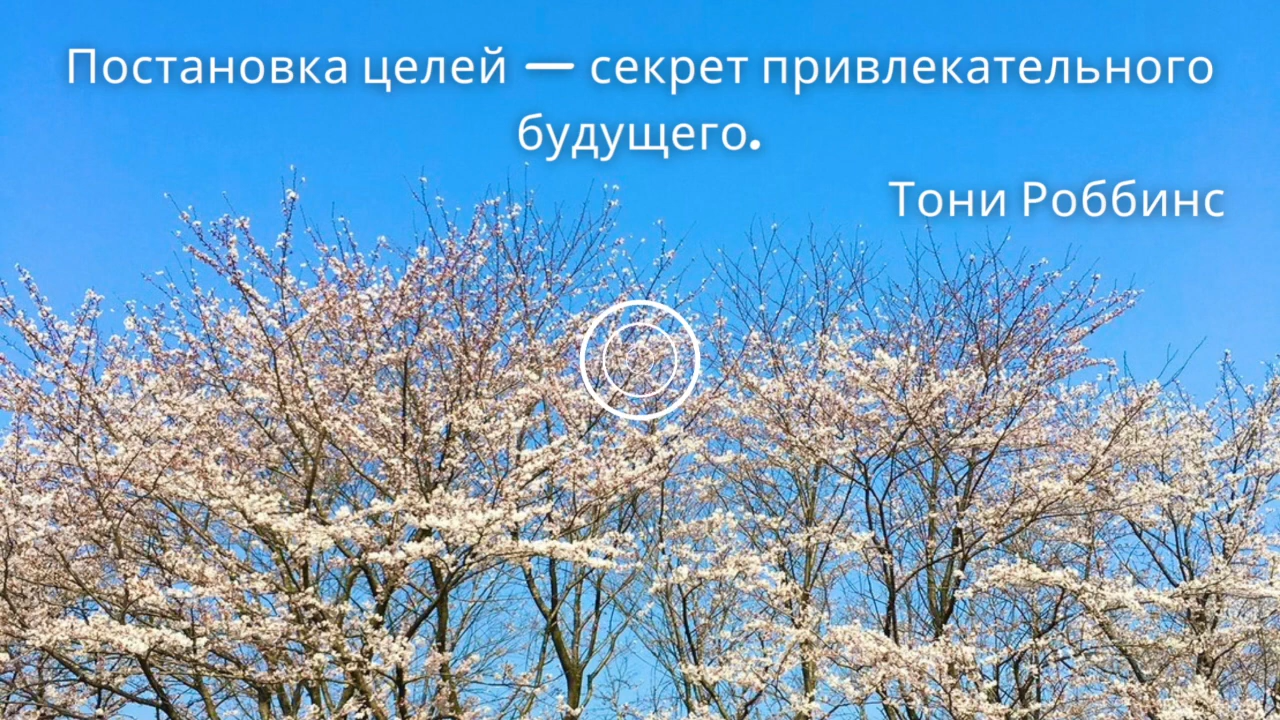 Постановка целей — секрет привлекательного
будущего.
Тони Роббинс